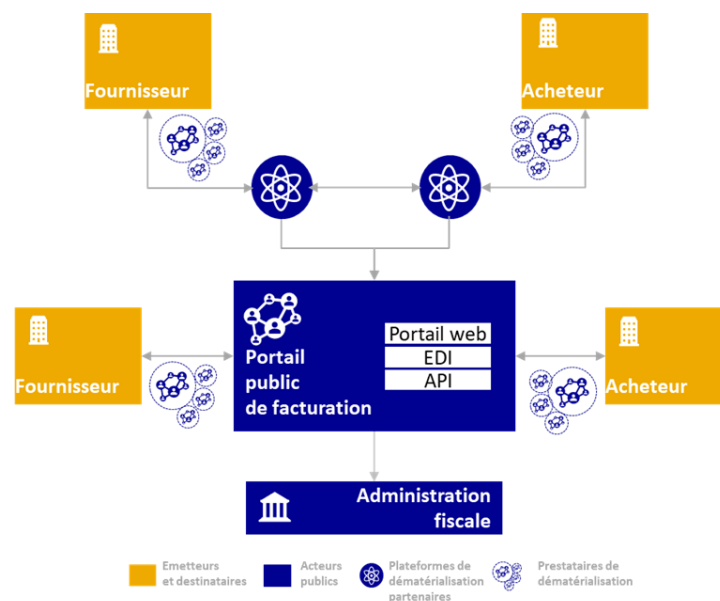 Fournisseur
Acheteur
Portail web
EDI
API
Portail
public
de facturation
Fournisseur
Acheteur
Administration
fiscale
Emetteurs
et destinataires
Acteurs
publics
Plateformes de
dématérialisation
partenaires
Prestataires de
dématérialisation